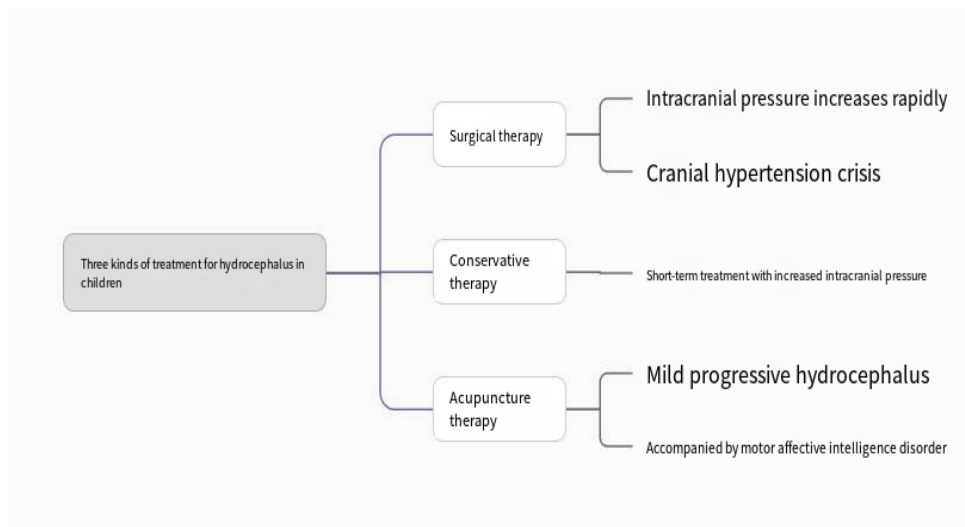 Three kinds of treatment for hydrocephalus in
children
Surgical therapy
Intracranial pressure increases rapidly
Cranial hypertension crisis
Conservative
therapy
Short-term treatment with increased intracranial pressure
Acupuncture
therapy
Mild progressive hydrocephalus
Accompanied by motor affective intelligence disorder